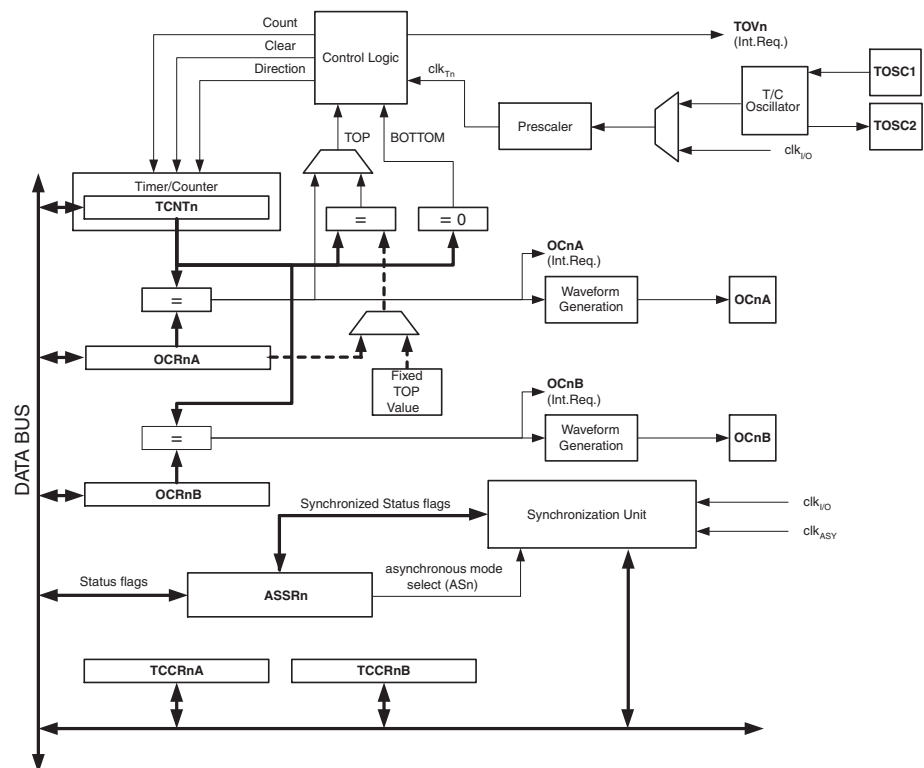 Count
Clear
Direction
Control Logic
TOVn
(Int.Req.)
clkTn
TOSC1
T/C
Oscillator
TOSC2
Prescaler
clkI/O
TOP
BOTTOM
Timer/Counter
TCNTn
=
= 0
OCnA
(Int.Req.)
=
Waveform
Generation
OCnA
OCRnA
Fixed
TOP
Value
OCnB
(Int.Req.)
=
Waveform
Generation
OCnB
OCRnB
DATA BUS
Synchronized Status flags
Synchronization Unit
clkI/O
clkASY
Status flags
ASSRn
asynchronous mode
select (ASn)
TCCRnA
TCCRnB